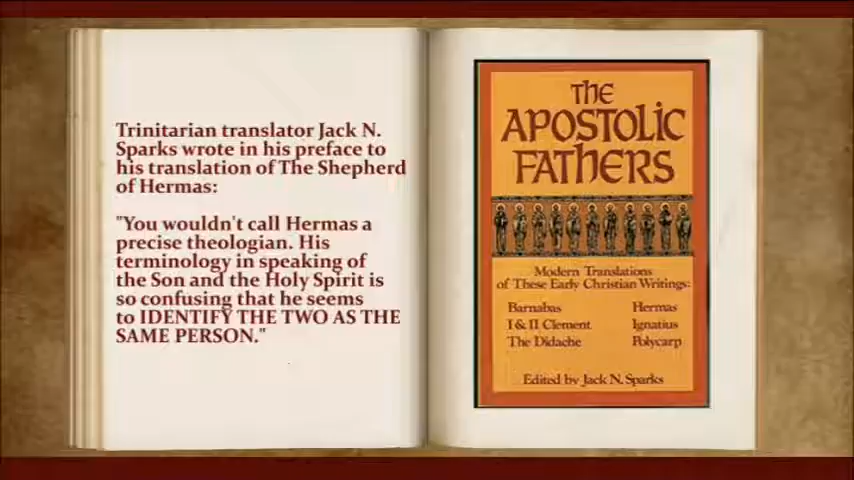 Trinitarian translator Jack N.
Sparks wrote in his preface to
his translation of The Shepherd
of Hermas:
"You wouldn't call Hermas a
precise theologian. His
terminology in speaking of
the Son and the Holy Spirit is
so confusing that he seems
to IDENTIFY THE TWO AS THE
SAME PERSON."
THE
APOSTOLIC
FATHERS
Modern Translations
of These Early Christian Writings:
Barnabas Hermas
I & II Clement Ignatius
The Didache Polycarp
Edited by Jack N. Sparks